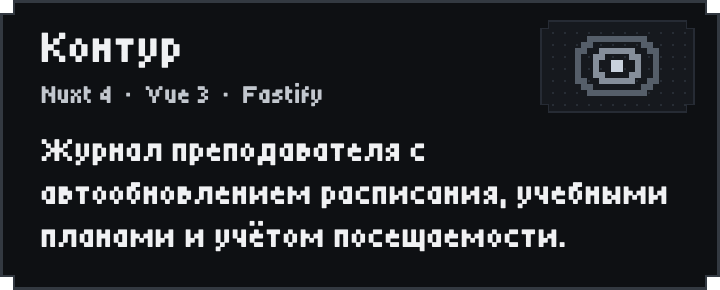 Контур
Nuxt 4 · Vue 3 · Fastify
Журнал преподавателя с
автообновлением расписания, учебными
планами и учётом посещаемости.